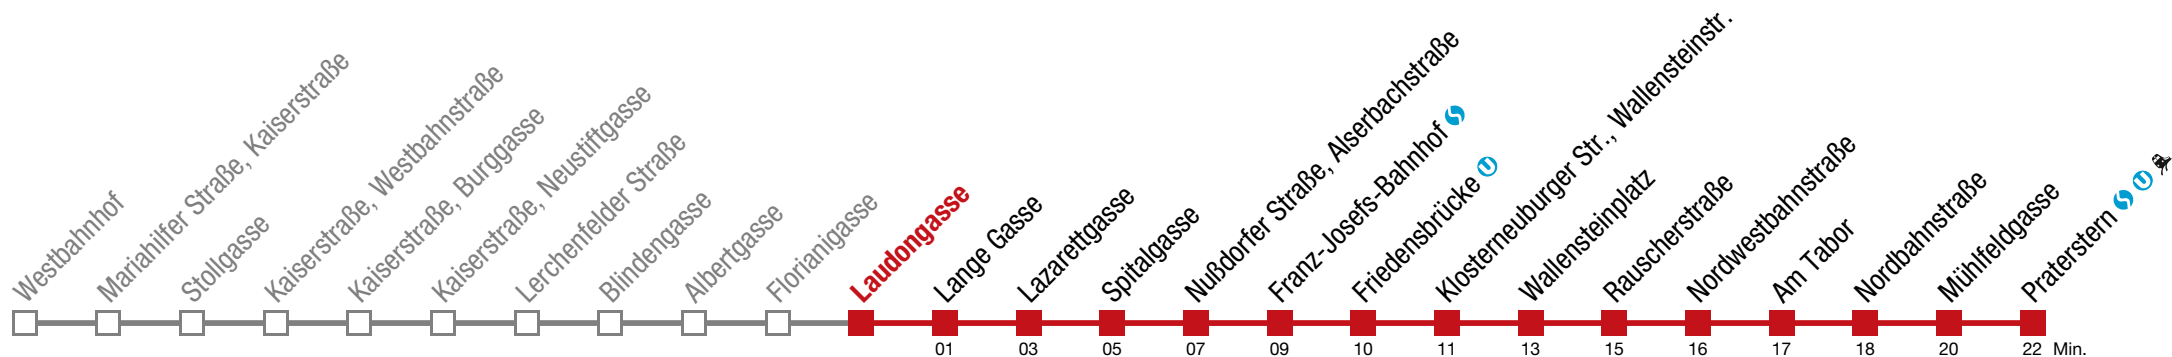 Westbahnhof
Mariahilfer Straße, Kaiserstraße
Stollgasse
Kaiserstraße, Westbahnstraße
Kaiserstraße, Burggasse
Kaiserstraße, Neustiftgasse
Lerchenfelder Straße
Blindengasse
Albertgasse
Florianigasse
Laudongasse
Lange Gasse
Lazarettgasse
Spitalgasse
Nußdorfer Straße, Alserbachstraße
Franz-Josefs-Bahnhof
Friedensbrücke U
Klosterneuburger Str., Wallensteinstr.
Wallensteinplatz
Rauscherstraße
Nordwestbahnstraße
Am Tabor
Nordbahnstraße
Mühlfeldgasse
Praterstern U
01 03 05 07 09 10 11 13 15 16 17 18 20 22 Min.